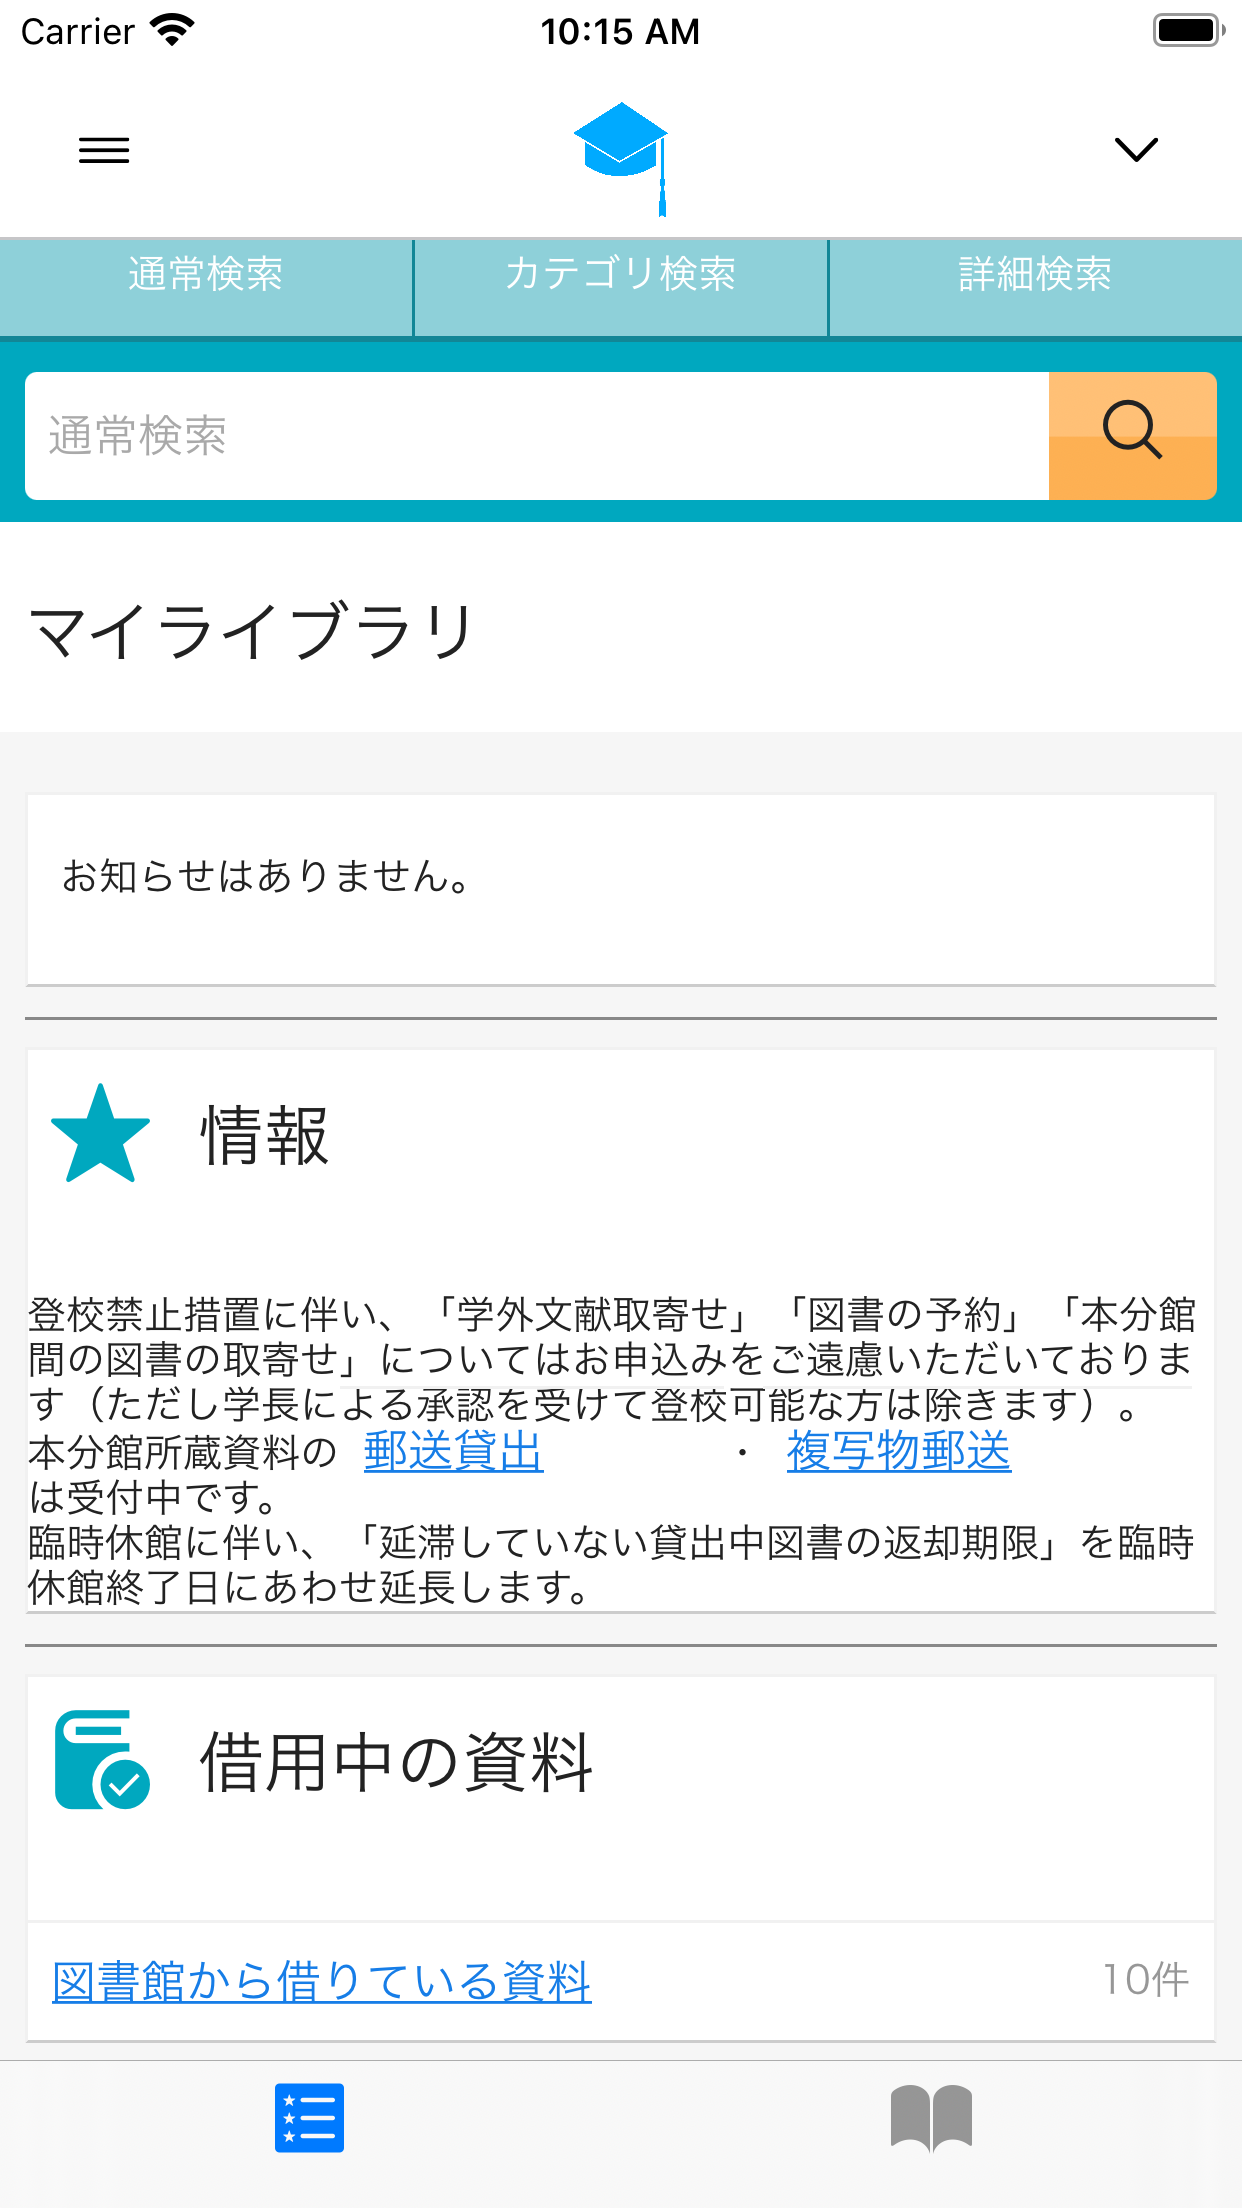 Carrier 10:15 AM
通常検索 カテゴリ検索 詳細検索
通常検索
マイライブラリ
お知らせはありません。
情報
登校禁止措置に伴い、「学外文献取寄せ」「図書の予約」「本分館
間の図書の取寄せ」についてはお申込みをご遠慮いただいておりま
す（ただし学長による承認を受けて登校可能な方は除きます）。
本分館所蔵資料の 郵送貸出 ・ 複写物郵送
は受付中です。
臨時休館に伴い、「延滞していない貸出中図書の返却期限」を臨時
休館終了日にあわせ延長します。
借用中の資料
図書館から借りている資料 10件